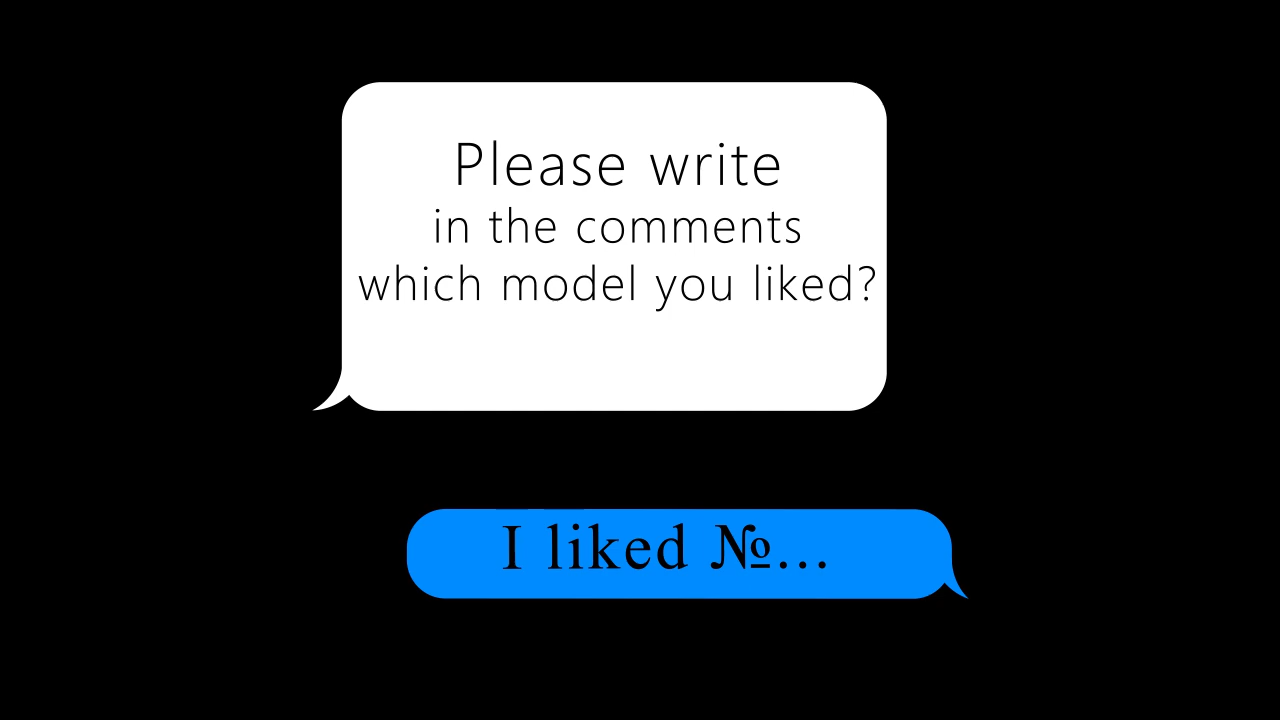 Please write
in the comments
which model you liked?
I liked №...